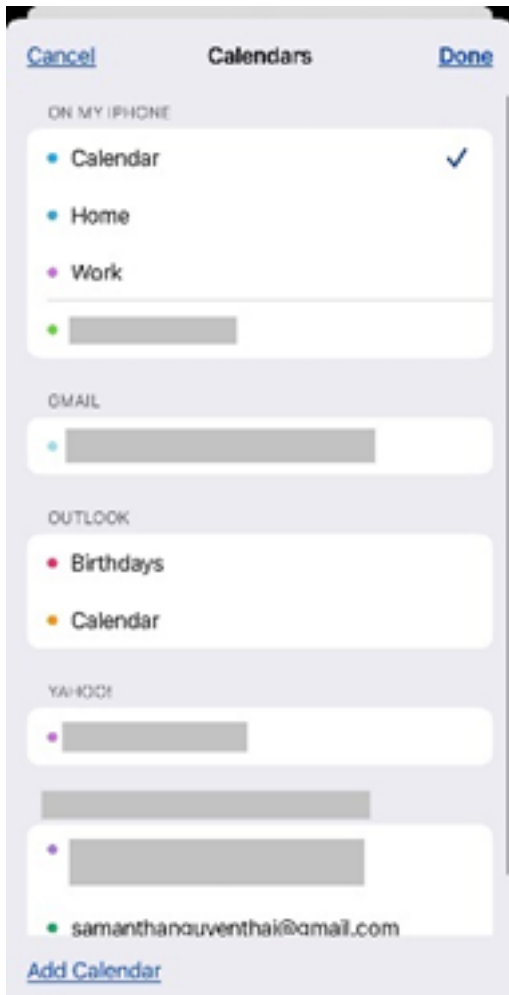 Cancel Calendars Done
ON MY IPHONE
Calendar
Home
Work
GMAIL
OUTLOOK
Birthdays
Calendar
YAHOO!
samanthanguyenthai@gmail.com
Add Calendar